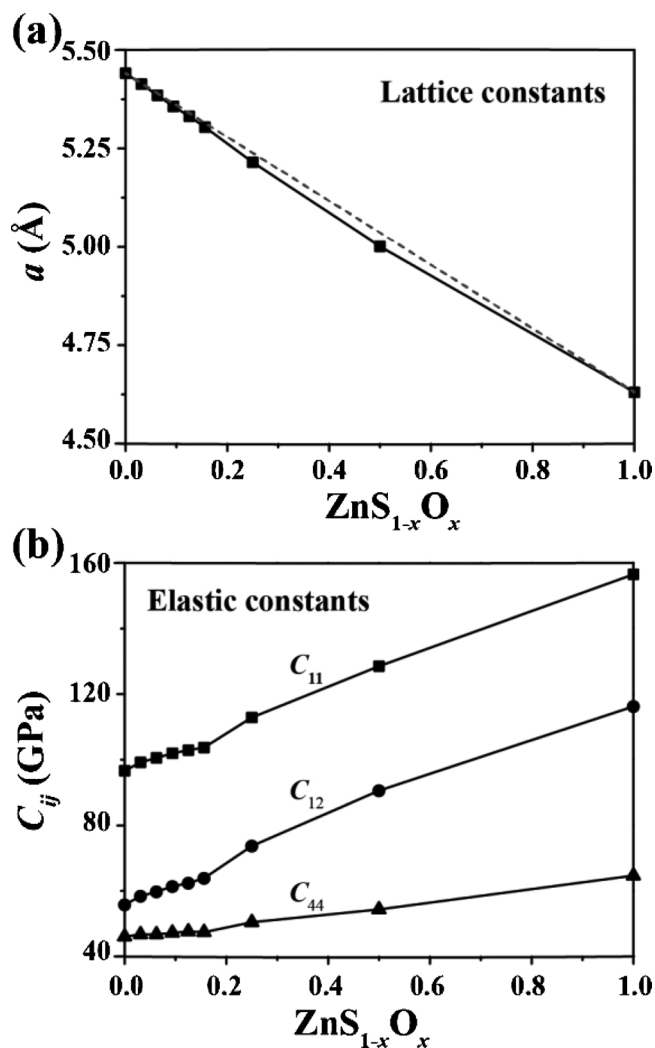 (a)
5.50
5.25
5.00
4.75
4.50
a (Å)
Lattice constants
0.0 0.2 0.4 0.6 0.8 1.0
ZnS₁₋ₓOₓ
(b)
160
120
80
40
C_ij (GPa)
Elastic constants
C₁₁
C₁₂
C₄₄
0.0 0.2 0.4 0.6 0.8 1.0
ZnS₁₋ₓOₓ